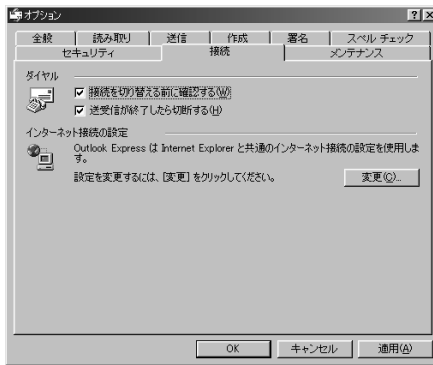 オプション
全般 読み取り 送信 作成 署名 スペル チェック
セキュリティ 接続 メンテナンス
ダイヤル
接続を切り替える前に確認する(W)
送受信が終了したら切断する(H)
インターネット接続の設定
Outlook Express は Internet Explorer と共通のインターネット接続の設定を使用しま
す。
設定を変更するには、[変更] をクリックしてください。 変更(C)...
OK キャンセル 適用(A)